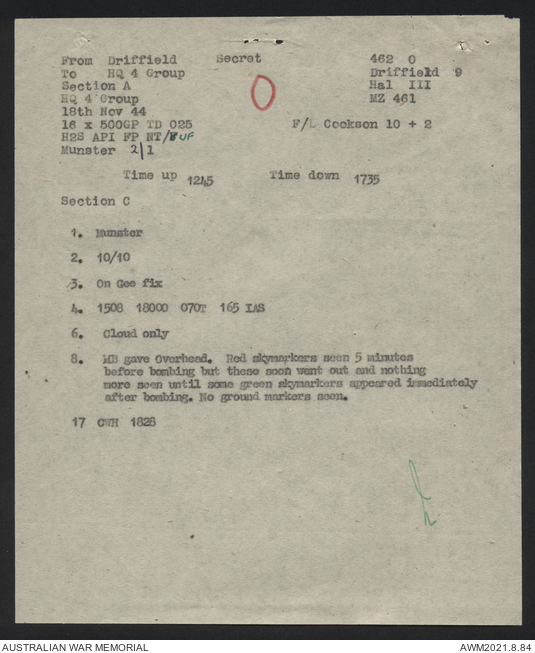 From Driffield Secret 462 O
To HQ 4 Group Driffield 9
Section A Hal III
HQ 4 Group MZ 461
18th Nov 44
16 x 500GP TD 025 F/L Cookson 10 + 2
H2S API FP NT/F UF
Munster 2/1
Time up 1245 Time down 1735
Section C
1. Munster
2. 10/10
3. On Gee fix
4. 1508 18000 070T 165 IAS
6. Cloud only
8. MB gave Overhead. Red skymarkers seen 5 minutes
before bombing but these soon went out and nothing
more seen until some green skymarkers appeared immediately
after bombing. No ground markers seen.
17 CWH 1826
AUSTRALIAN WAR MEMORIAL AWM2021.8.84